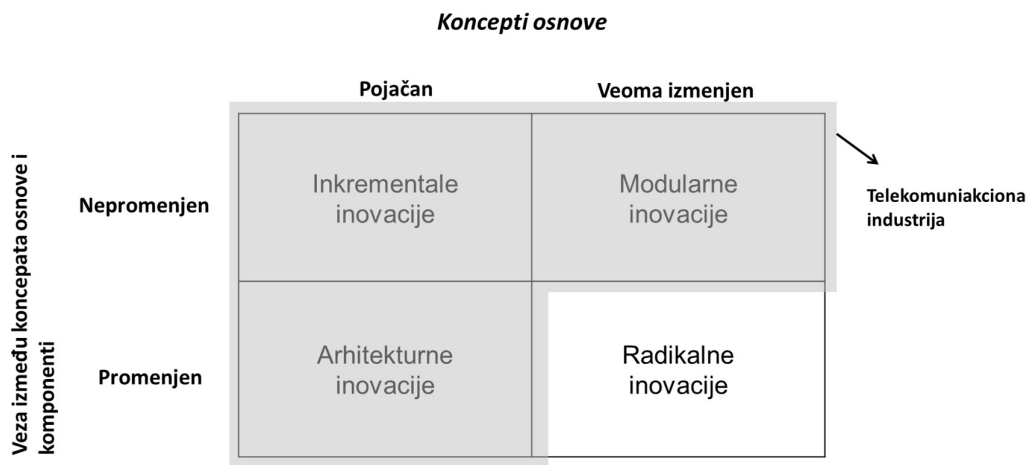 Koncepti osnove
Pojačan
Veoma izmenjen
Nepromenjen
Inkrementale
inovacije
Modularne
inovacije
Telekomuniakciona
industrija
Veza između koncepata osnove i
komponenti
Promenjen
Arhitekturne
inovacije
Radikalne
inovacije